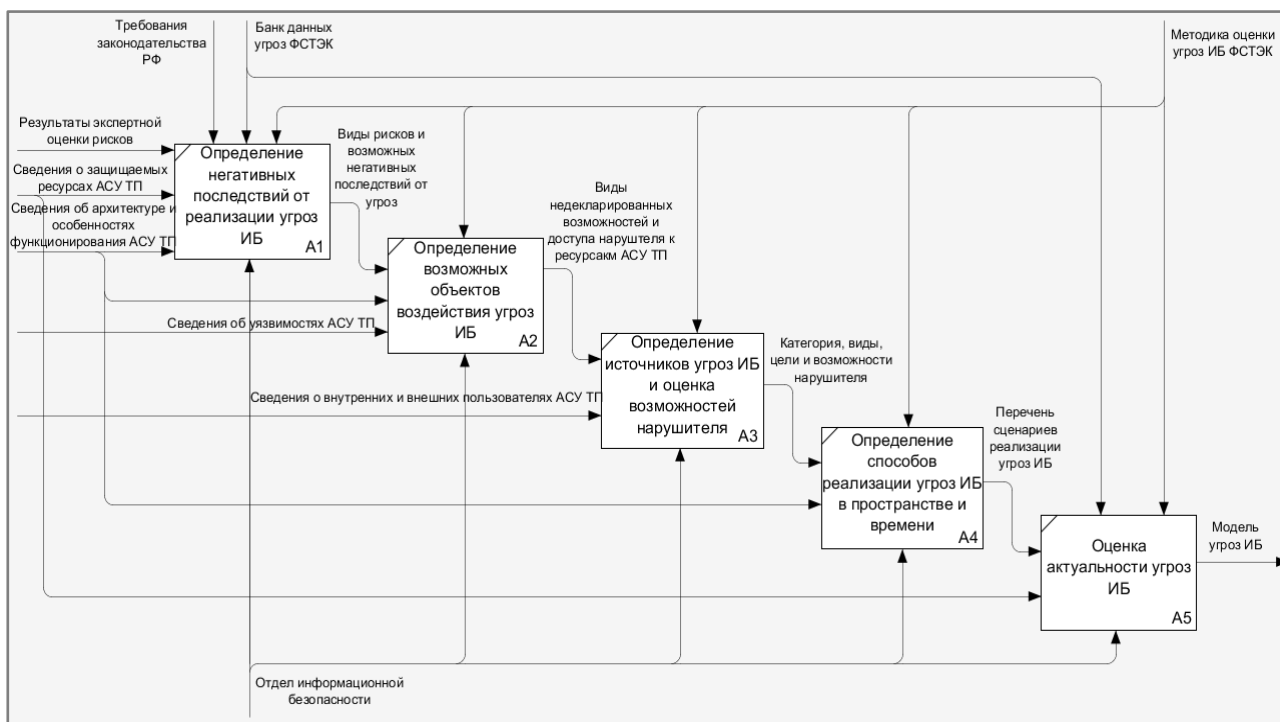 Требования
законодательства
РФ
Банк данных
угроз ФСТЭК
Методика оценки
угроз ИБ ФСТЭК
Результаты экспертной
оценки рисков
Сведения о защищаемых
ресурсах АСУ ТП
Сведения об архитектуре и
особенностях
функционирования АСУ ТП
Определение
негативных
последствий от
реализации угроз
ИБ
A1
Виды рисков и
возможных
негативных
последствий от
угроз
Определение
возможных
объектов
воздействия угроз
ИБ
A2
Виды
недекларированных
возможностей и
доступа наруштеля к
ресурсакм АСУ ТП
Сведения об уязвимостях АСУ ТП
Определение
источников угроз ИБ
и оценка
возможностей
нарушителя
A3
Категория, виды,
цели и возможности
нарушителя
Сведения о внутренних и внешних пользователях АСУ ТП
Определение
способов
реализации угроз ИБ
в пространстве и
времени
A4
Перечень
сценариев
реализации
угроз ИБ
Оценка
актуальности угроз
ИБ
A5
Модель
угроз ИБ
Отдел информационной
безопасности